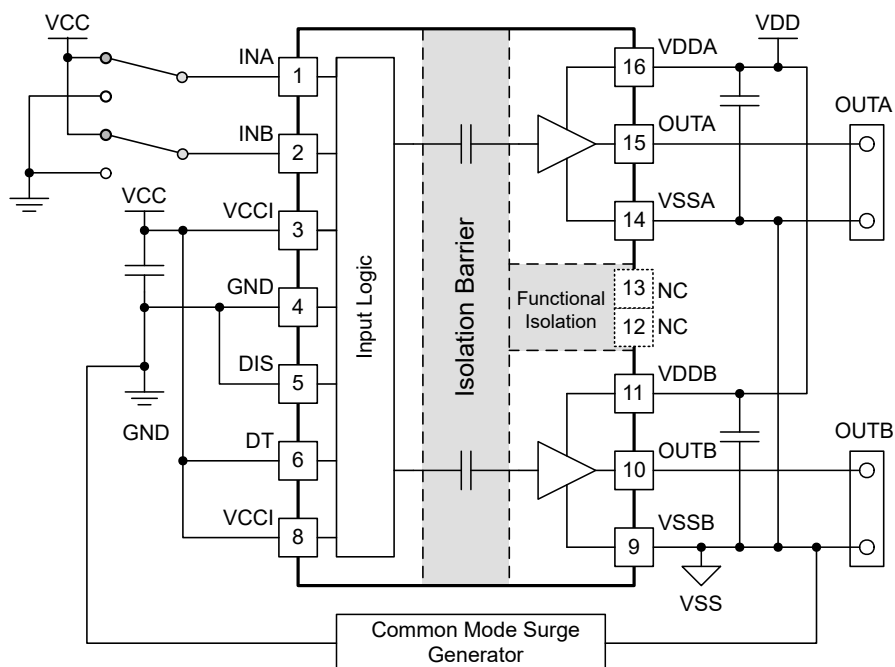 VCC
INA
1
INB
2
VCC
VCCI
3
GND
4
DIS
5
GND
DT
6
VCCI
8
Input Logic
Isolation Barrier
Functional
Isolation
VDDA
16
VDD
OUTA
15
OUTA
VSSA
14
13
NC
12
NC
VDDB
11
OUTB
10
OUTB
VSSB
9
VSS
Common Mode Surge
Generator